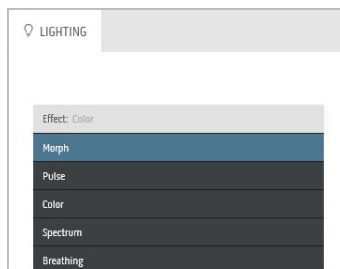 LIGHTING
Effect: Color
Morph
Pulse
Color
Spectrum
Breathing